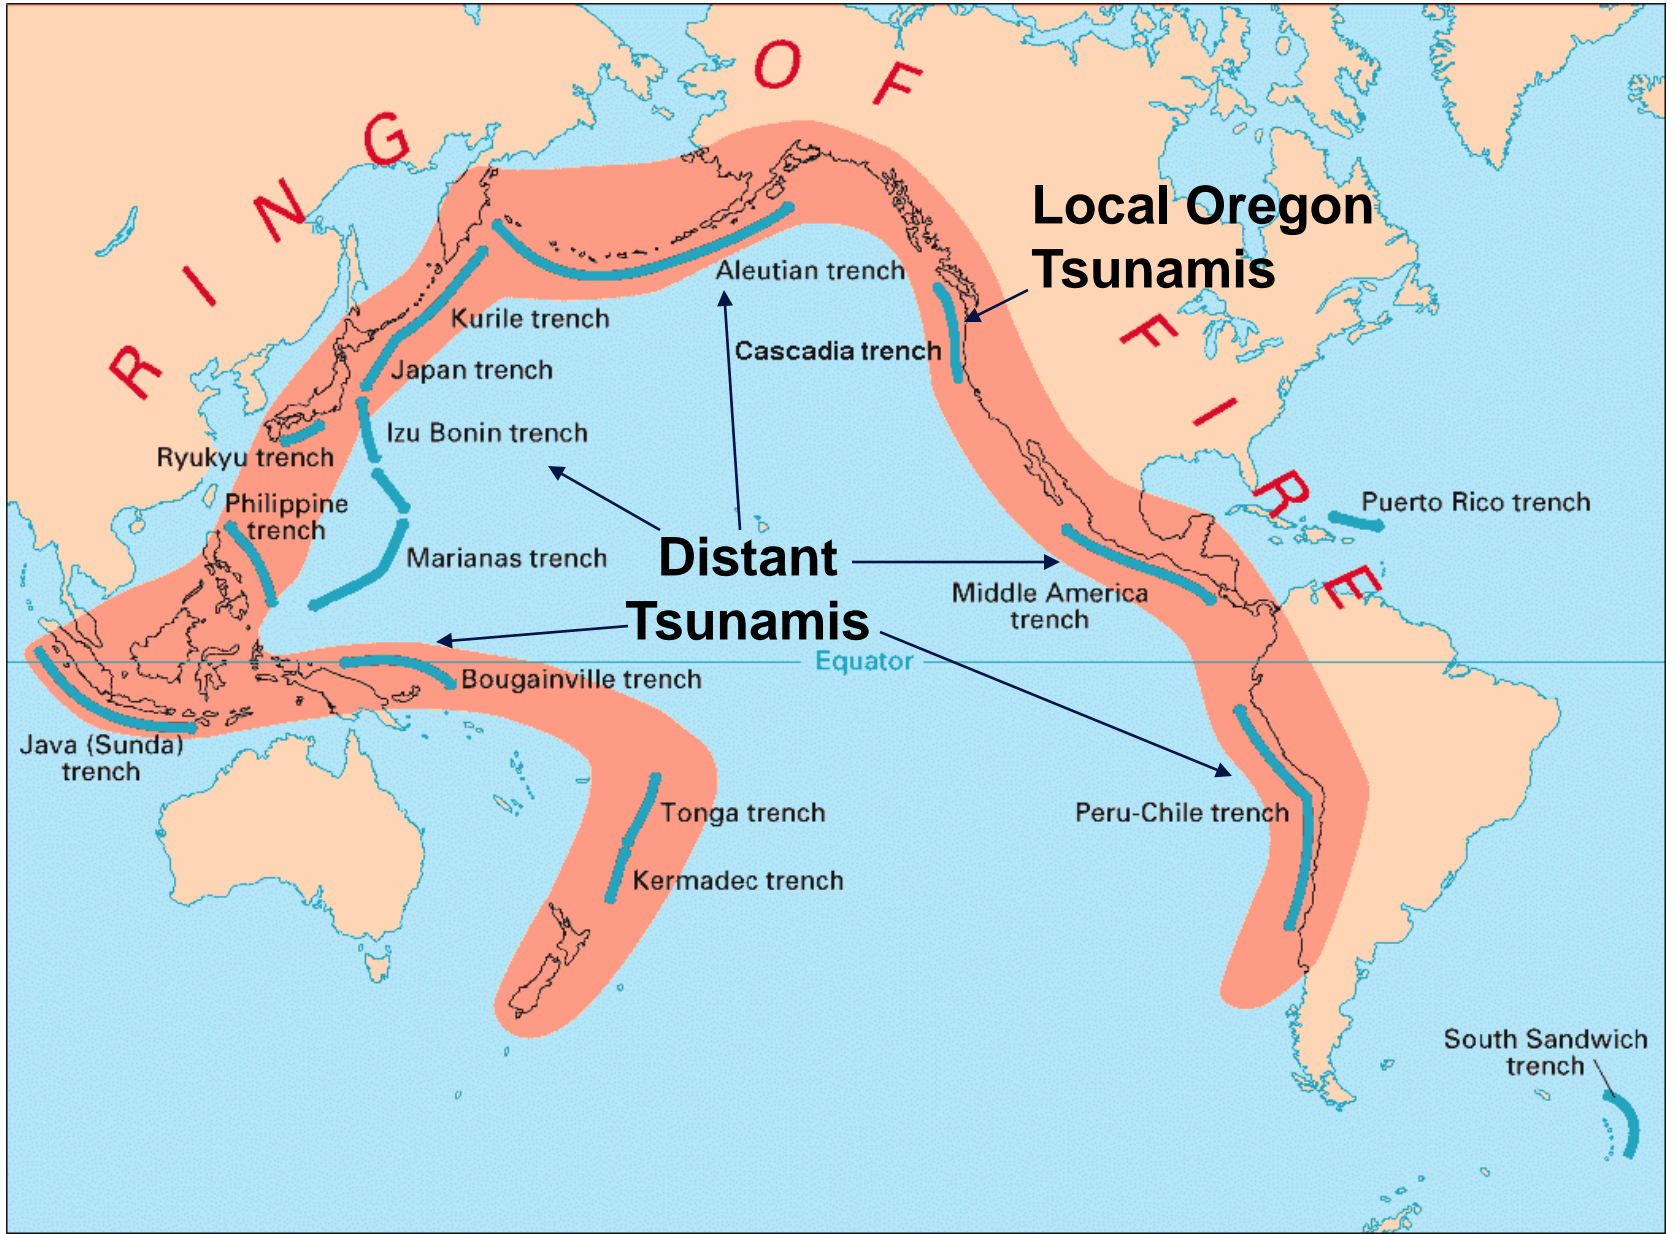 RING OF FIRE
Local Oregon
Tsunamis
Aleutian trench
Kurile trench
Cascadia trench
Japan trench
Izu Bonin trench
Ryukyu trench
Philippine
trench
Puerto Rico trench
Marianas trench
Distant
Tsunamis
Middle America
trench
Equator
Bougainville trench
Java (Sunda)
trench
Tonga trench
Peru-Chile trench
Kermadec trench
South Sandwich
trench